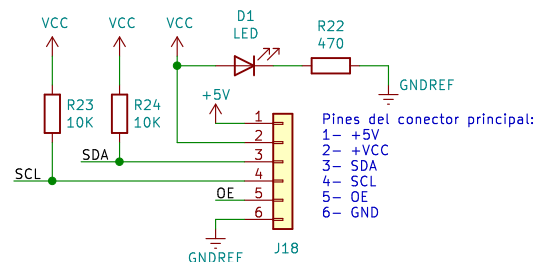 VCC
VCC
VCC
D1
LED
R22
470
GNDREF
R23
10K
R24
10K
+5V
SDA
SCL
OE
1
2
3
4
5
6
GNDREF
J18
Pines del conector principal:
1- +5V
2- +VCC
3- SDA
4- SCL
5- OE
6- GND